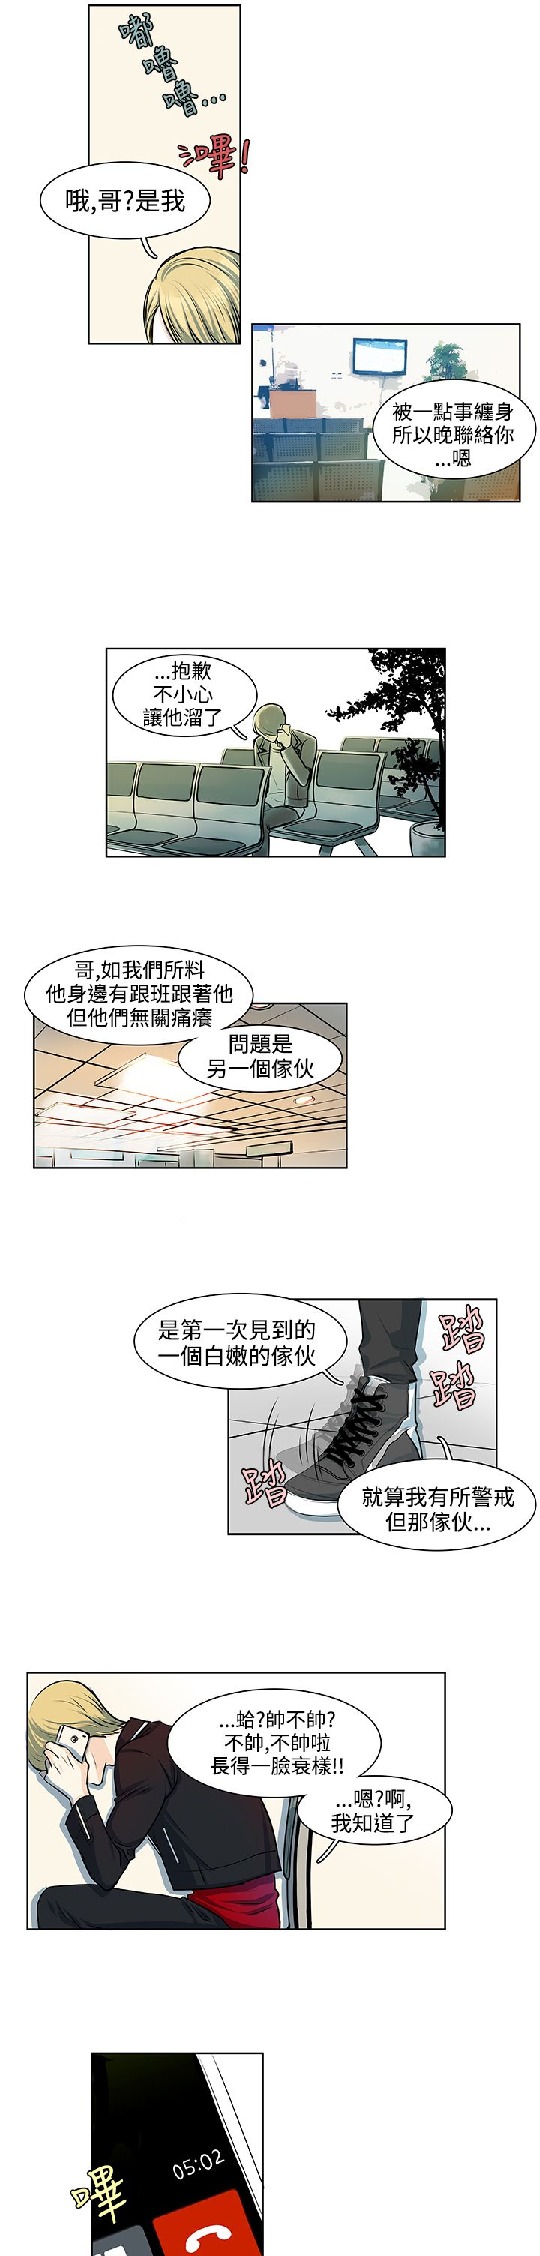 嘟
嚕
嚕...
嗶!
哦,哥?是我
被一點事纏身
所以晚聯絡你
...嗯
...抱歉
不小心
讓他溜了
哥,如我們所料
他身邊有跟班跟著他
但他們無關痛癢
問題是
另一個傢伙
是第一次見到的
一個白嫩的傢伙
踏
踏
踏
就算我有所警戒
但那傢伙...
...蛤?帥不帥?
不帥,不帥啦
長得一臉衰樣!!
...嗯?啊,
我知道了
05:02
嗶